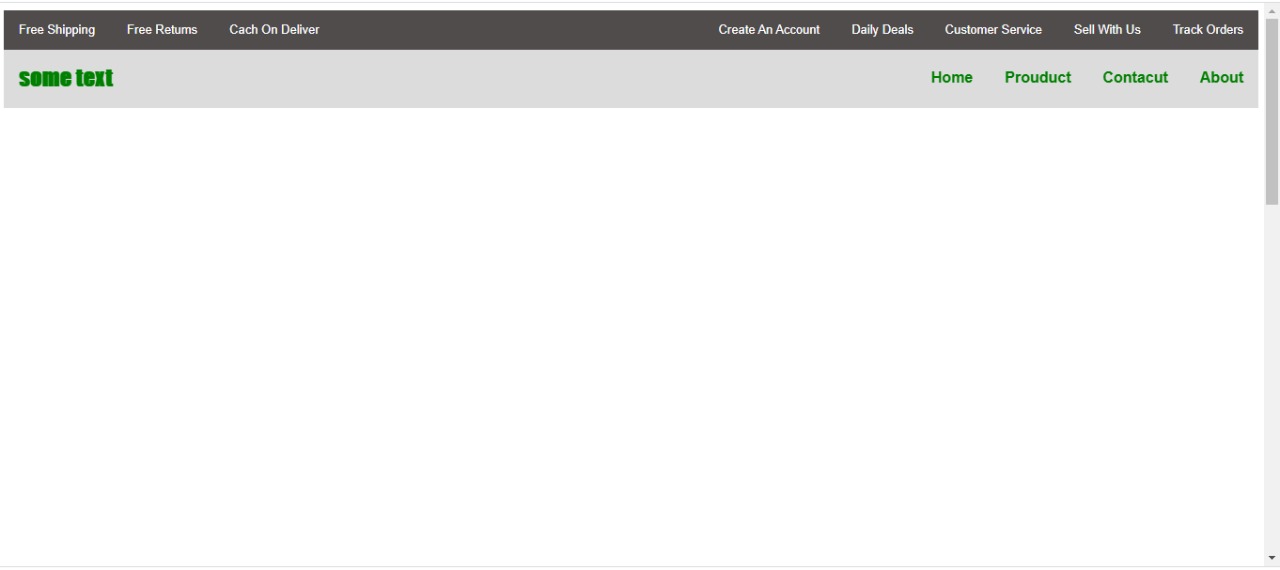 Free Shipping Free Returns Cach On Deliver Create An Account Daily Deals Customer Service Sell With Us Track Orders
some text Home Prouduct Contacut About